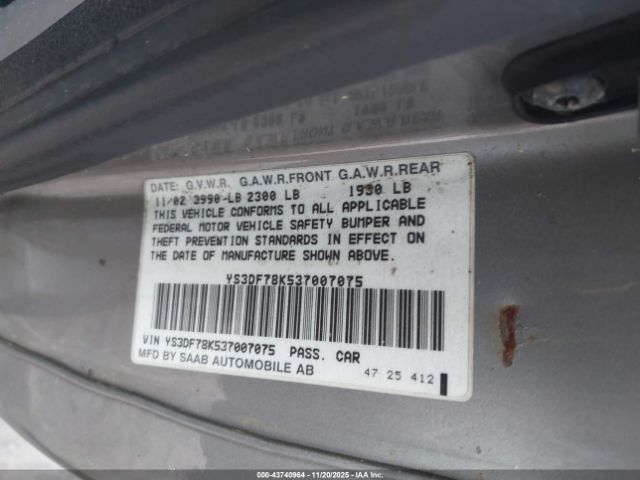 DATE: G.V.W.R. G.A.W.R.FRONT G.A.W.R.REAR
11/02 3990-LB 2300 LB 1950 LB
THIS VEHICLE CONFORMS TO ALL APPLICABLE
FEDERAL MOTOR VEHICLE SAFETY BUMPER AND
THEFT PREVENTION STANDARDS IN EFFECT ON
THE DATE OF MANUFACTURE SHOWN ABOVE.
YS3DF78K537007075
VIN YS3DF78K537007075 PASS. CAR
MFD BY SAAB AUTOMOBILE AB
47 25 412
000-43740964 — 11/20/2025 — IAA Inc.